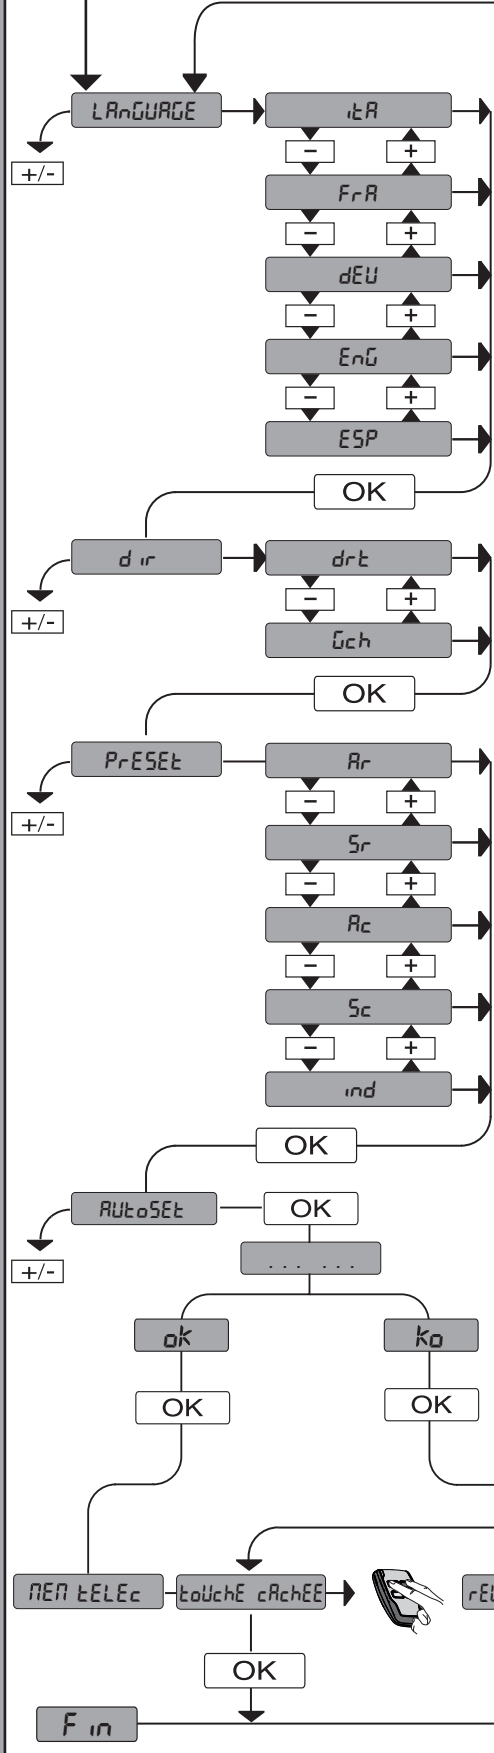 LAnGUAGE
itA
+/-
-
+
FrA
-
+
dEU
-
+
EnG
-
+
ESP
OK
dir
drt
+/-
-
+
Gch
OK
PrESEt
Ar
+/-
-
+
Sr
-
+
Ac
-
+
Sc
-
+
ind
OK
AUtoSEt
OK
+/-
... ...
ok
ko
OK
OK
MEM tELEc
toUchE cAchEE
rEL
OK
Fin